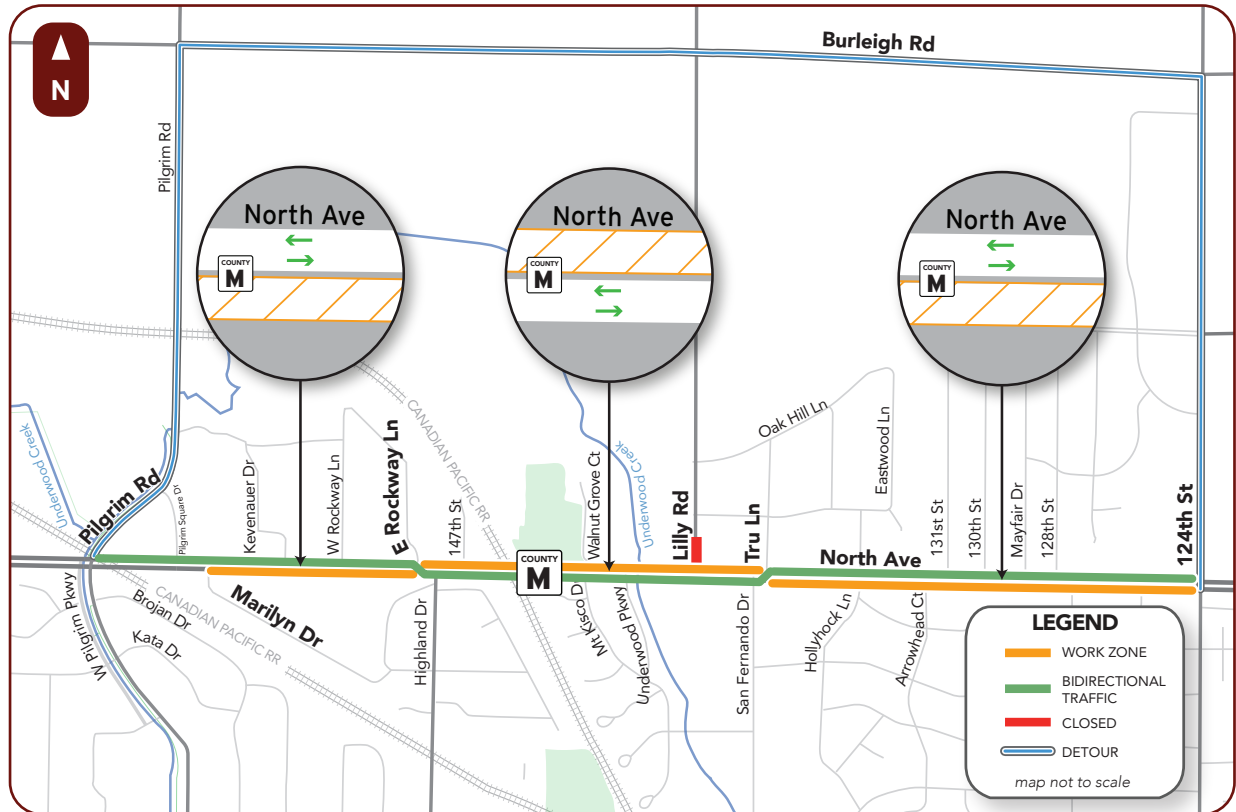 N
Burleigh Rd
Pilgrim Rd
North Ave
COUNTY
M
North Ave
COUNTY
M
North Ave
COUNTY
M
Underwood Creek
Pilgrim Rd
Pilgrim Square Dr
Kevenauer Dr
W Rockway Ln
E Rockway Ln
147th St
CANADIAN PACIFIC RR
Walnut Grove Ct
Underwood Creek
Lilly Rd
Tru Ln
Oak Hill Ln
Eastwood Ln
North Ave
131st St
130th St
Mayfair Dr
128th St
124th St
COUNTY
M
W Pilgrim Pkwy
CANADIAN PACIFIC RR
Brojan Dr
Kata Dr
Marilyn Dr
Highland Dr
Mt Kisco D
Underwood Pkwy
San Fernando Dr
Hollyhock Ln
Arrowhead Ct
LEGEND
WORK ZONE
BIDIRECTIONAL
TRAFFIC
CLOSED
DETOUR
map not to scale